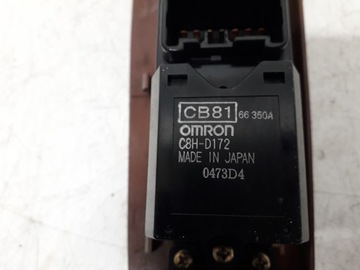 CB81 66 350A
omron
C8H-D172
MADE IN JAPAN
0473D4